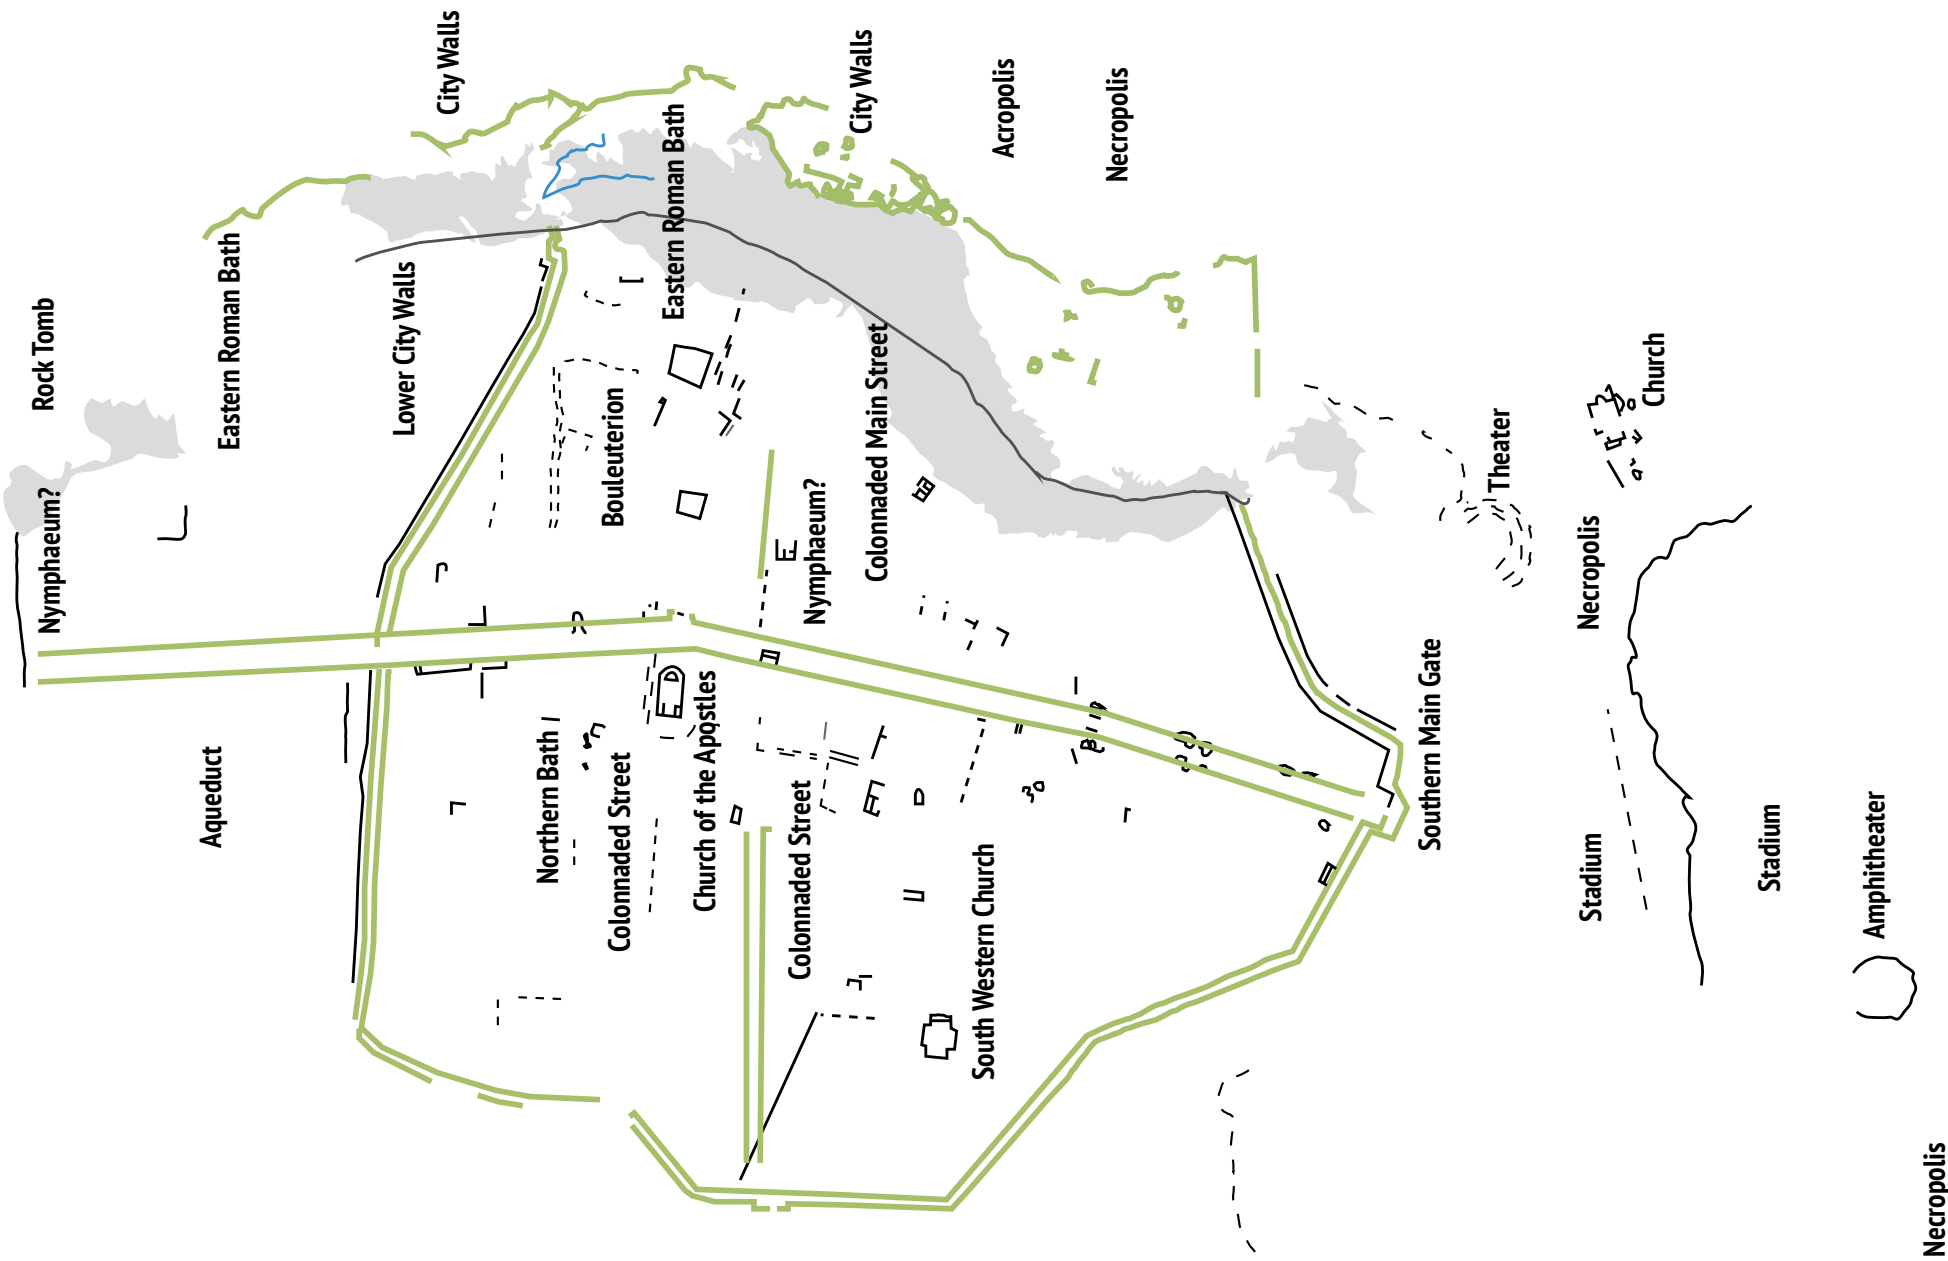 Rock Tomb
Nymphaeum?
Eastern Roman Bath
Aqueduct
Lower City Walls
City Walls
Northern Bath I
Bouleuterion
Colonnaded Street
Eastern Roman Bath
Church of the Apostles
Colonnaded Street
Nymphaeum?
City Walls
Colonnaded Main Street
South Western Church
Acropolis
Necropolis
Southern Main Gate
Theater
Necropolis
Stadium
Church
Stadium
Amphitheater
Necropolis